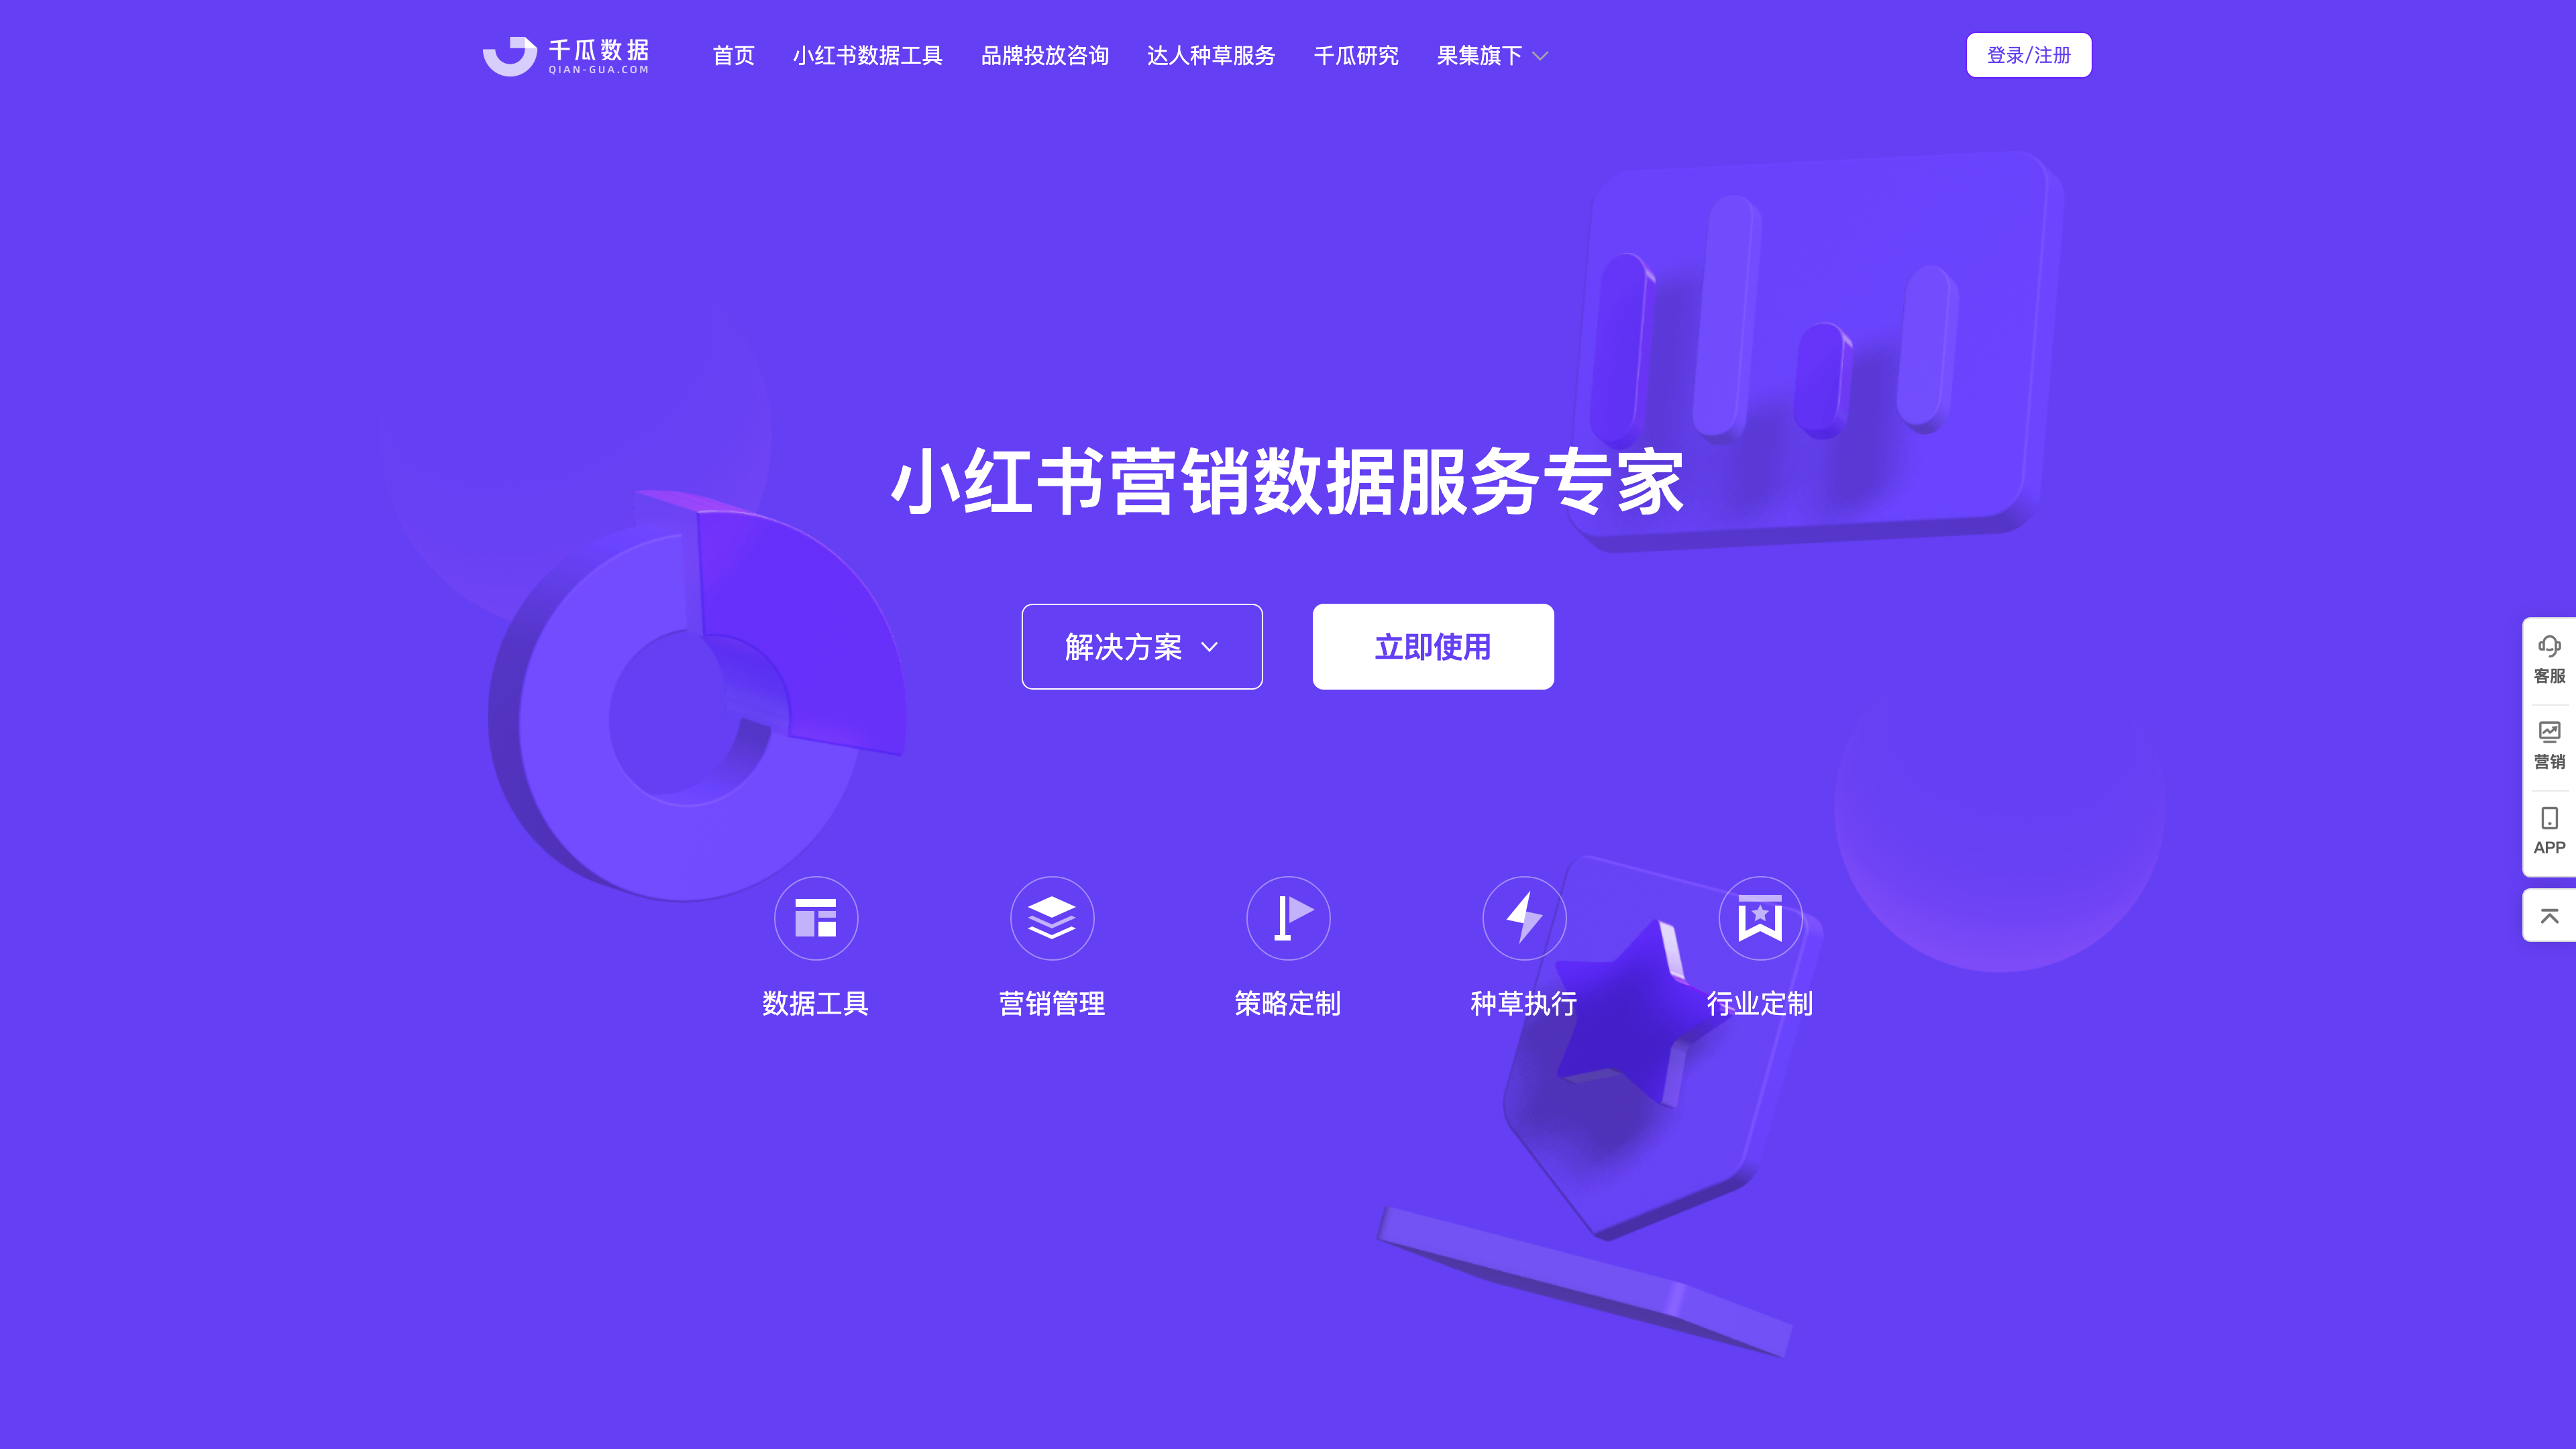 千瓜数据
QIAN-GUA.COM
首页 小红书数据工具 品牌投放咨询 达人种草服务 千瓜研究 果集旗下
登录/注册
小红书营销数据服务专家
解决方案 立即使用
数据工具 营销管理 策略定制 种草执行 行业定制
客服
营销
APP